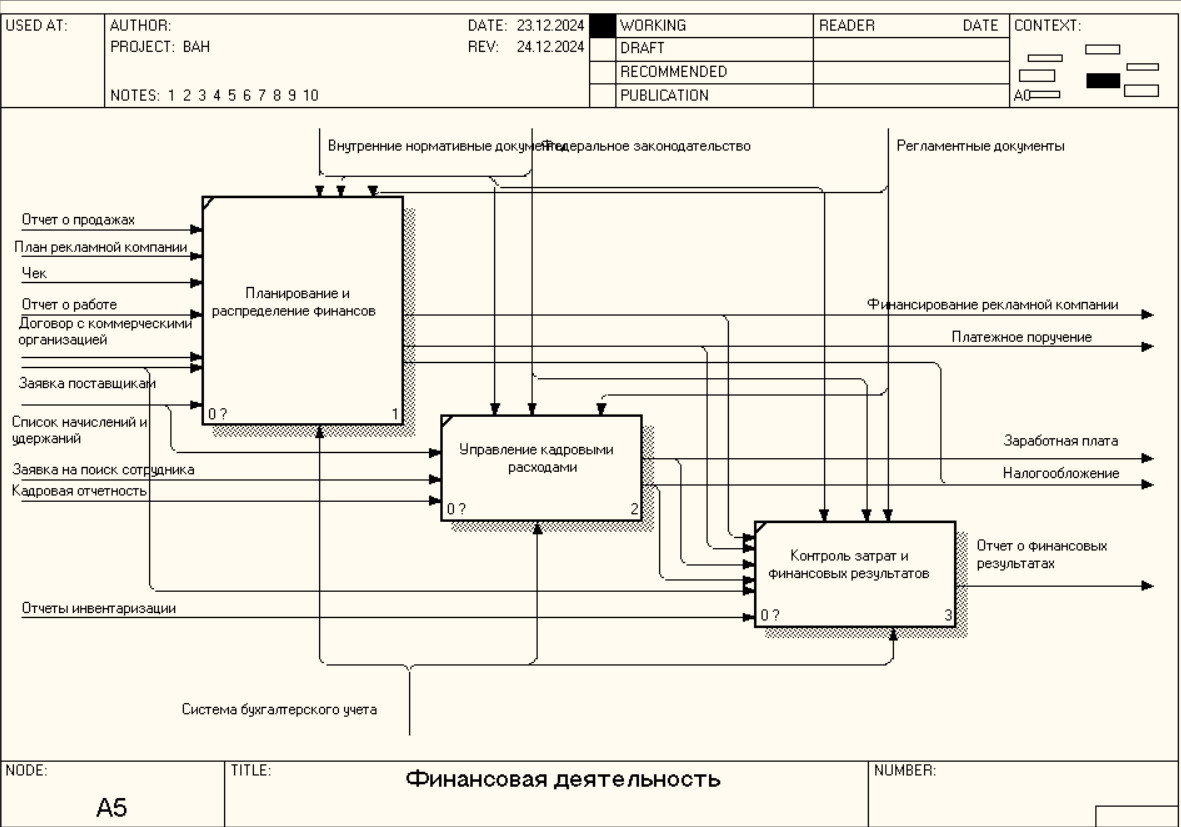 USED AT:
AUTHOR:
DATE: 23.12.2024
PROJECT: ВАН
REV: 24.12.2024
NOTES: 1 2 3 4 5 6 7 8 9 10
WORKING
DRAFT
RECOMMENDED
PUBLICATION
READER
DATE
CONTEXT:
A0
Внутренние нормативные документы
Федеральное законодательство
Регламентные документы
Отчет о продажах
План рекламной компании
Чек
Отчет о работе
Договор с коммерческими
организацией
Заявка поставщикам
Список начислений и
удержаний
Заявка на поиск сотрудника
Кадровая отчетность
Отчеты инвентаризации
Планирование и
распределение финансов
0 ?
1
Управление кадровыми
расходами
0 ?
2
Контроль затрат и
финансовых результатов
0 ?
3
Финансирование рекламной компании
Платежное поручение
Заработная плата
Налогообложение
Отчет о финансовых
результатах
Система бухгалтерского учета
NODE:
A5
TITLE:
Финансовая деятельность
NUMBER: